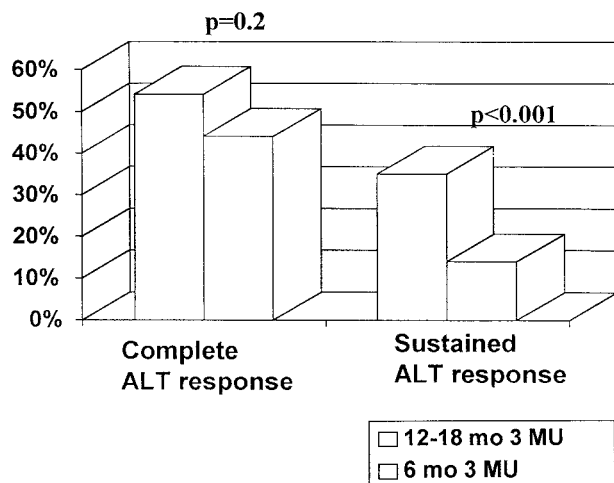 p=0.2
60%
50%
p<0.001
40%
30%
20%
10%
0%
Complete
ALT response
Sustained
ALT response
12-18 mo 3 MU
6 mo 3 MU